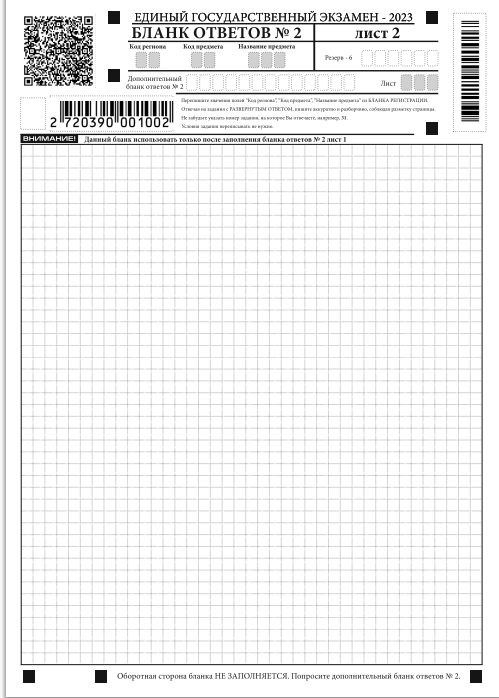 ЕДИНЫЙ ГОСУДАРСТВЕННЫЙ ЭКЗАМЕН - 2023
БЛАНК ОТВЕТОВ № 2
лист 2
Код региона
Код предмета
Название предмета
Резерв - 6
Дополнительный
бланк ответов № 2
Лист
2 720390 001002
Перепишите значения полей "Код региона", "Код предмета", "Название предмета" из БЛАНКА РЕГИСТРАЦИИ.
Отвечая на задания с РАЗВЕРНУТЫМ ОТВЕТОМ, пишите аккуратно и разборчиво, соблюдая разметку страницы.
Не забудьте указать номер задания, на которое Вы отвечаете, например, 31.
Условия задания переписывать не нужно.
ВНИМАНИЕ!
Данный бланк использовать только после заполнения бланка ответов № 2 лист 1
Оборотная сторона бланка НЕ ЗАПОЛНЯЕТСЯ. Попросите дополнительный бланк ответов № 2.